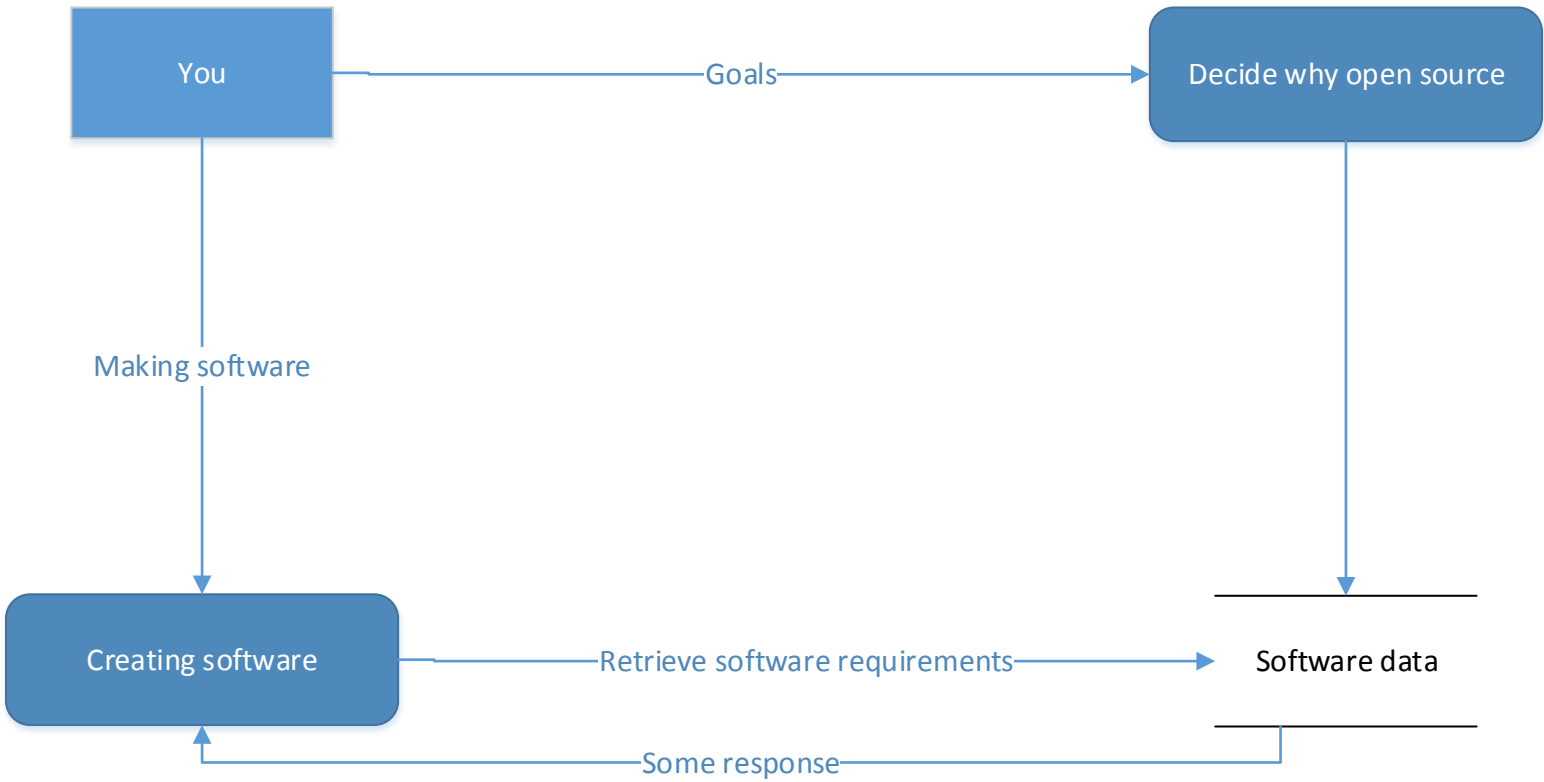 You
Goals
Decide why open source
Making software
Creating software
Retrieve software requirements
Software data
Some response